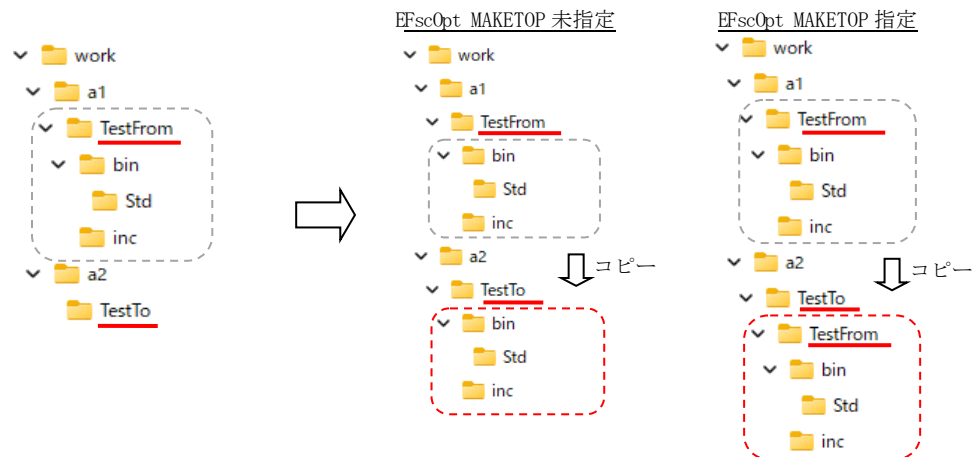 work
a1
TestFrom
bin
Std
inc
a2
TestTo
EFscOpt MAKETOP 未指定
work
a1
TestFrom
bin
Std
inc
a2
コピー
TestTo
bin
Std
inc
EFscOpt MAKETOP 指定
work
a1
TestFrom
bin
Std
inc
a2
コピー
TestTo
TestFrom
bin
Std
inc